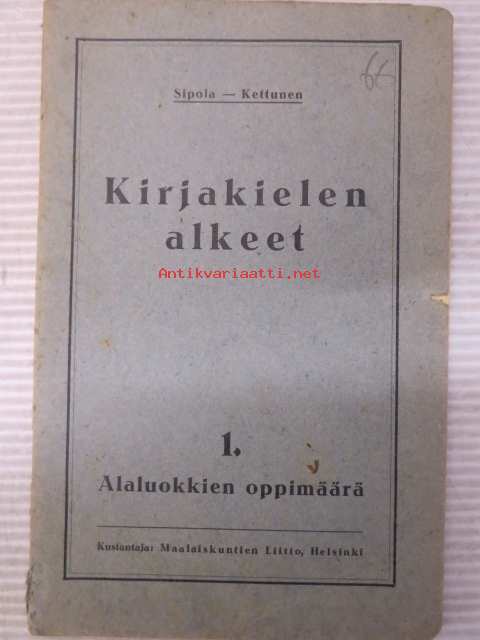 66
Sipola — Kettunen
Kirjakielen
alkeet
Antikvariaatti.net
1.
Alaluokkien oppimäärä
Kustantaja: Maalaiskuntien Liitto, Helsinki